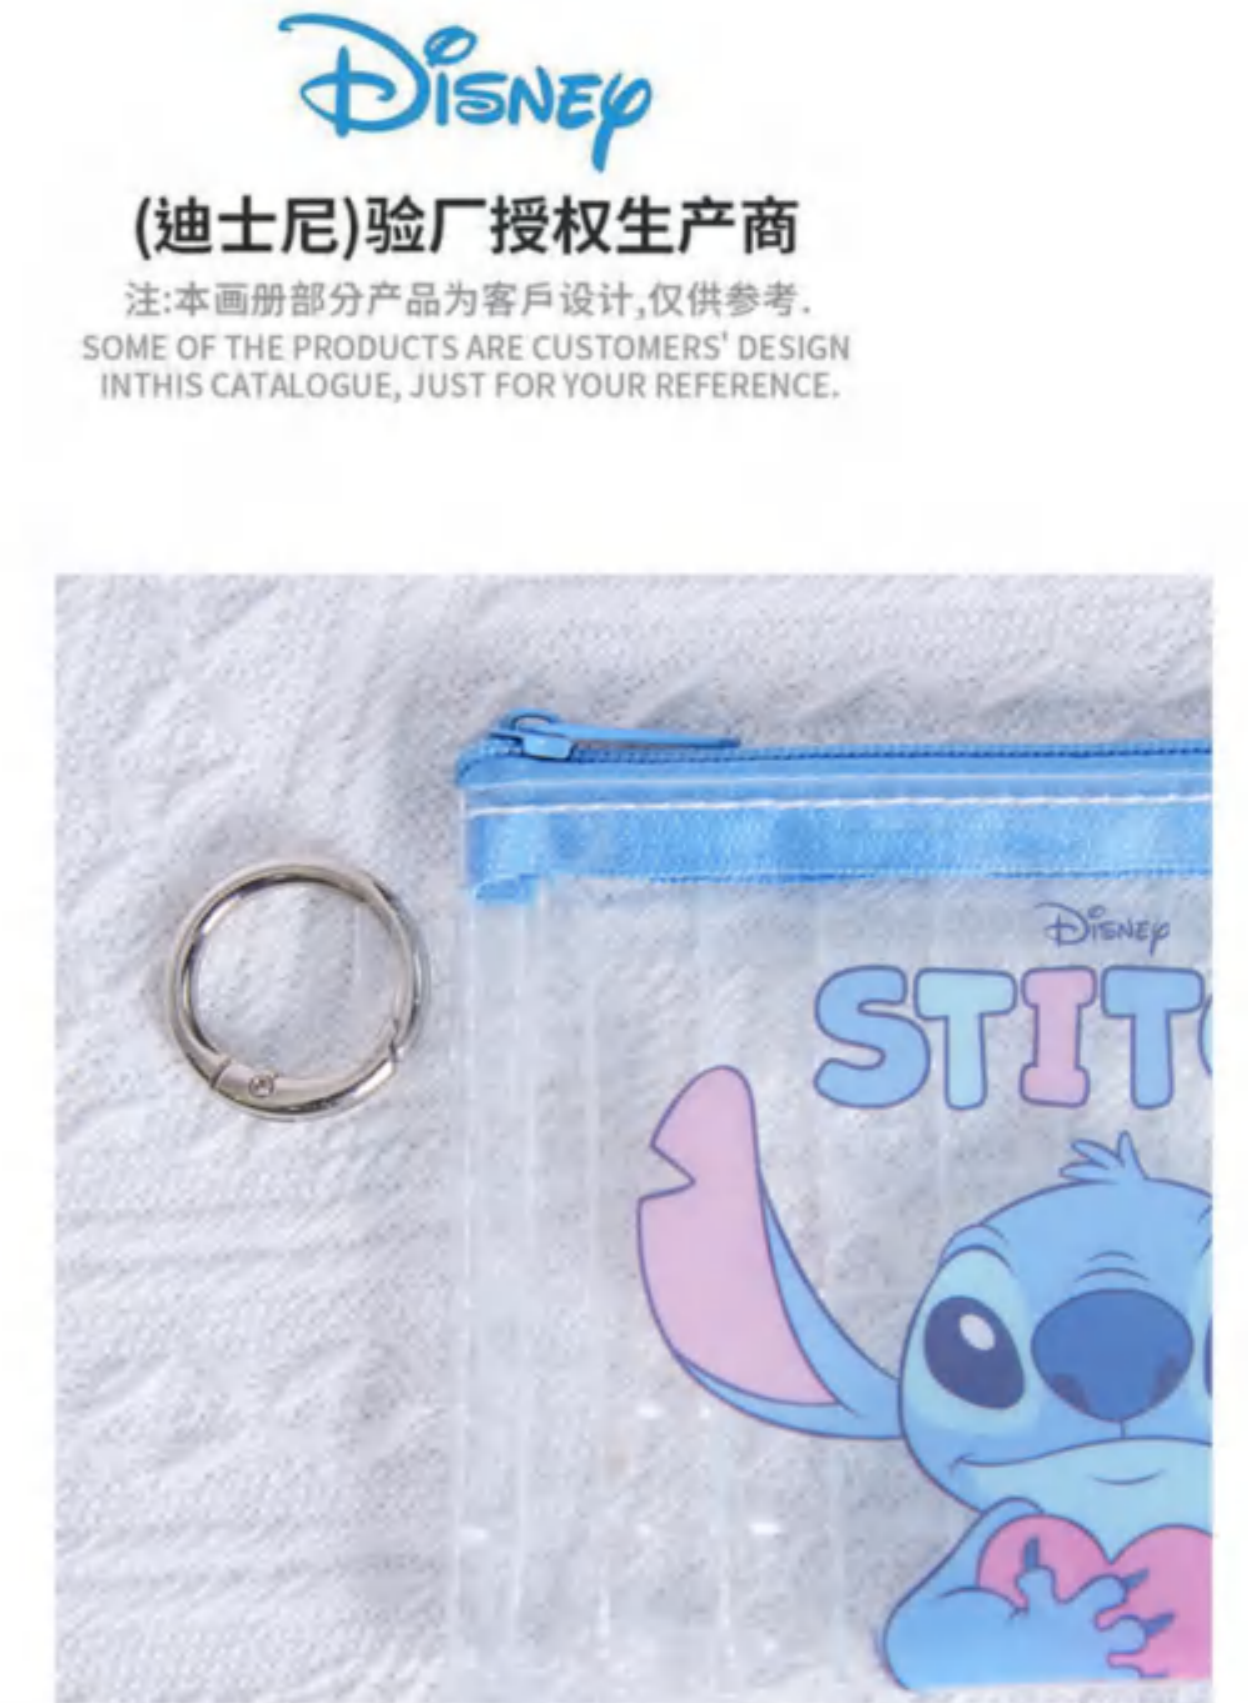 Disney
(迪士尼)验厂授权生产商
注:本画册部分产品为客戶设计,仅供参考.
SOME OF THE PRODUCTS ARE CUSTOMERS' DESIGN
INTHIS CATALOGUE, JUST FOR YOUR REFERENCE.
Disney
STIT